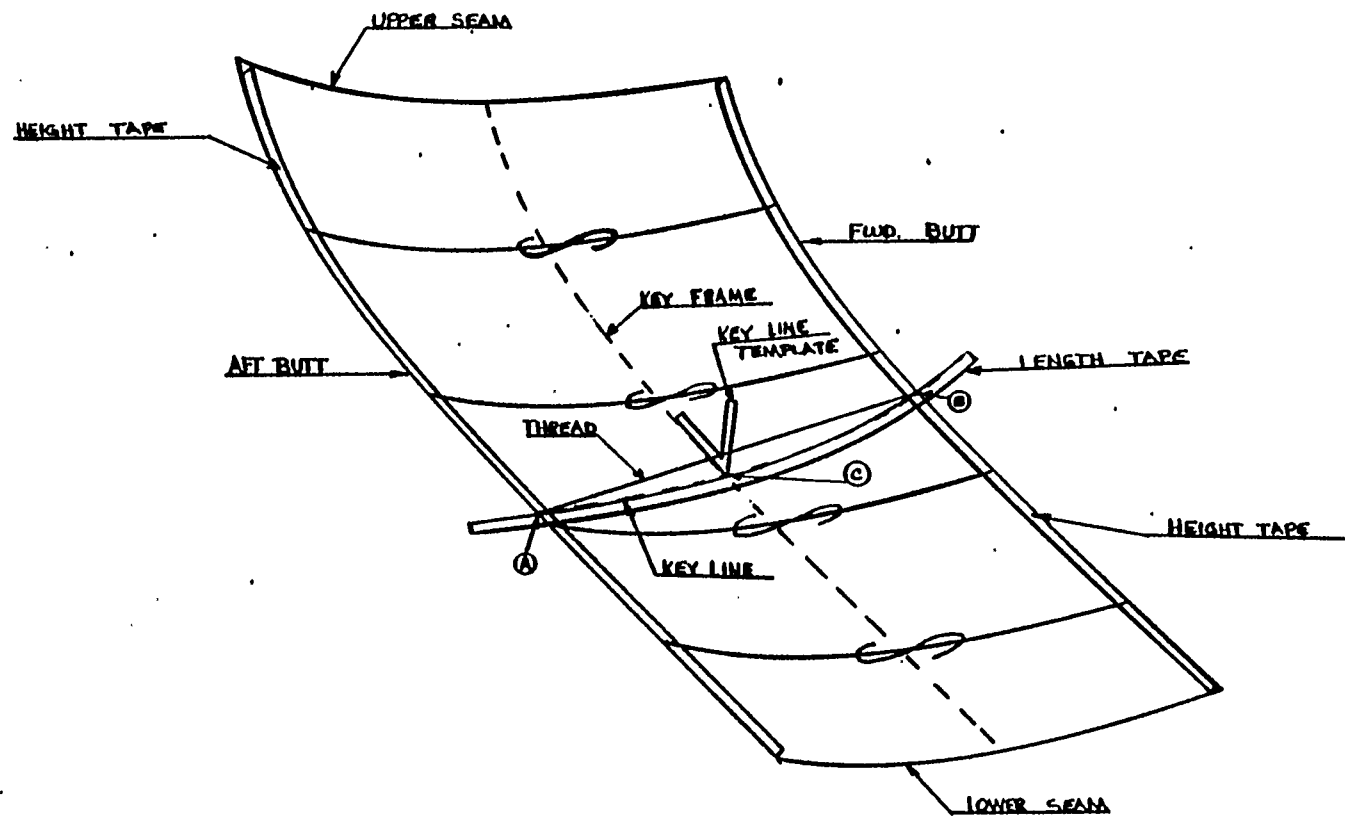 UPPER SEAM
HEIGHT TAPE
FWD. BUTT
KEY FRAME
KEY LINE
TEMPLATE
AFT BUTT
LENGTH TAPE
B
THREAD
C
HEIGHT TAPE
A
KEY LINE
LOWER SEAM